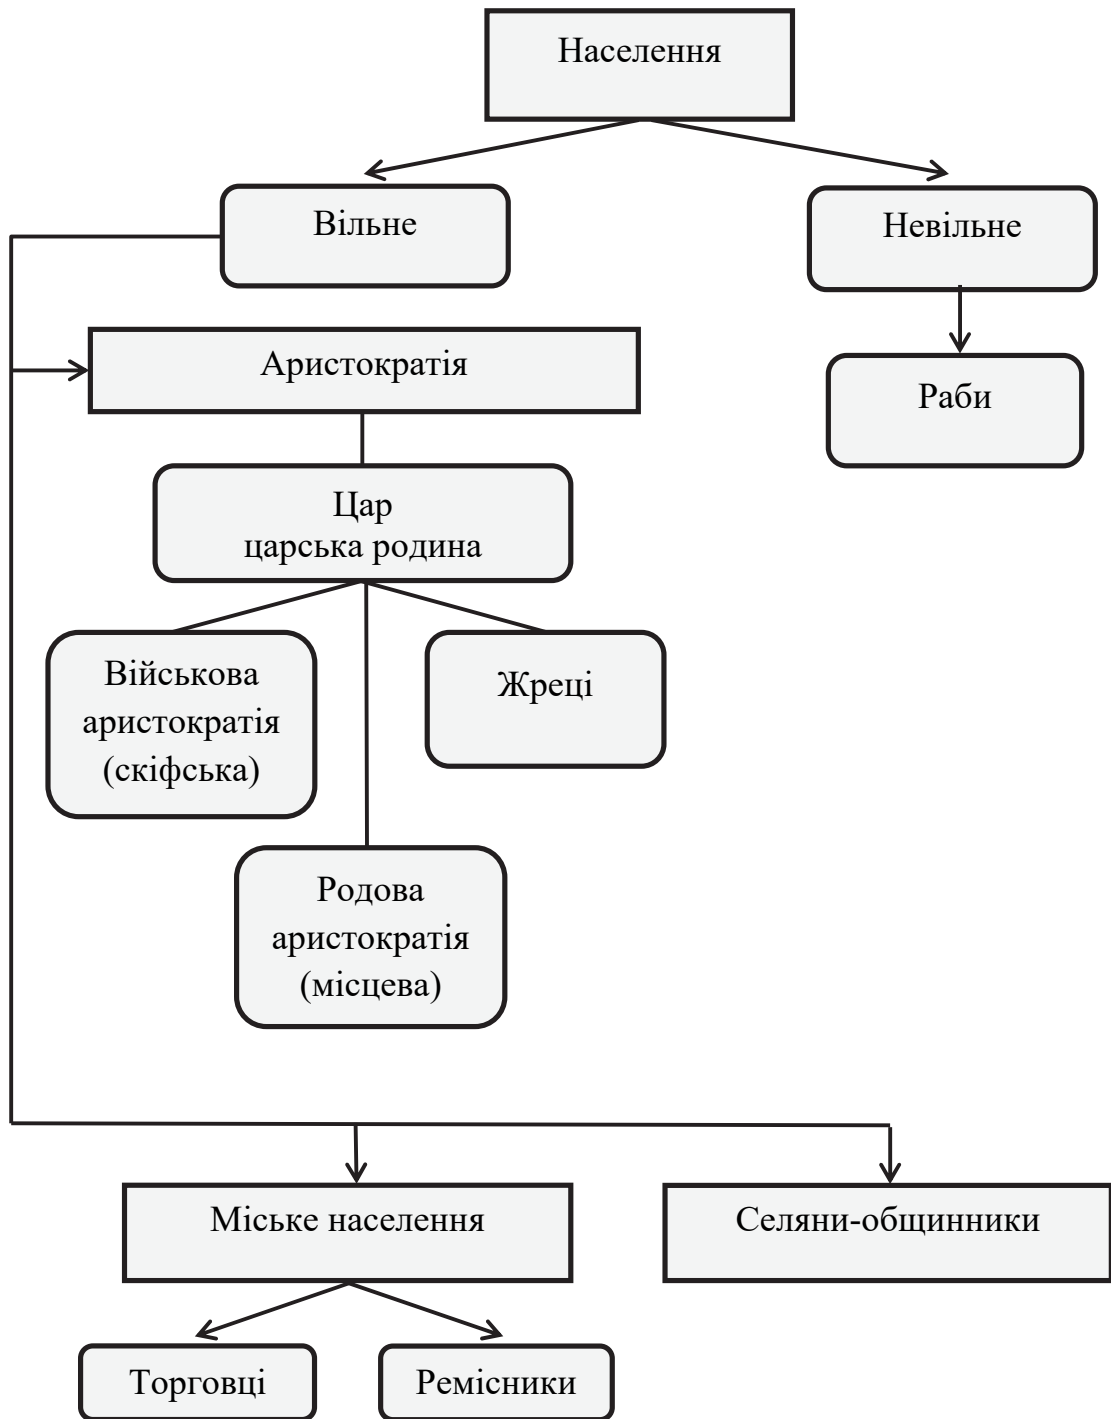 Населення
Вільне
Невільне
Аристократія
Раби
Цар
царська родина
Військова
аристократія
(скіфська)
Жреці
Родова
аристократія
(місцева)
Міське населення
Селяни-общинники
Торговці
Ремісники